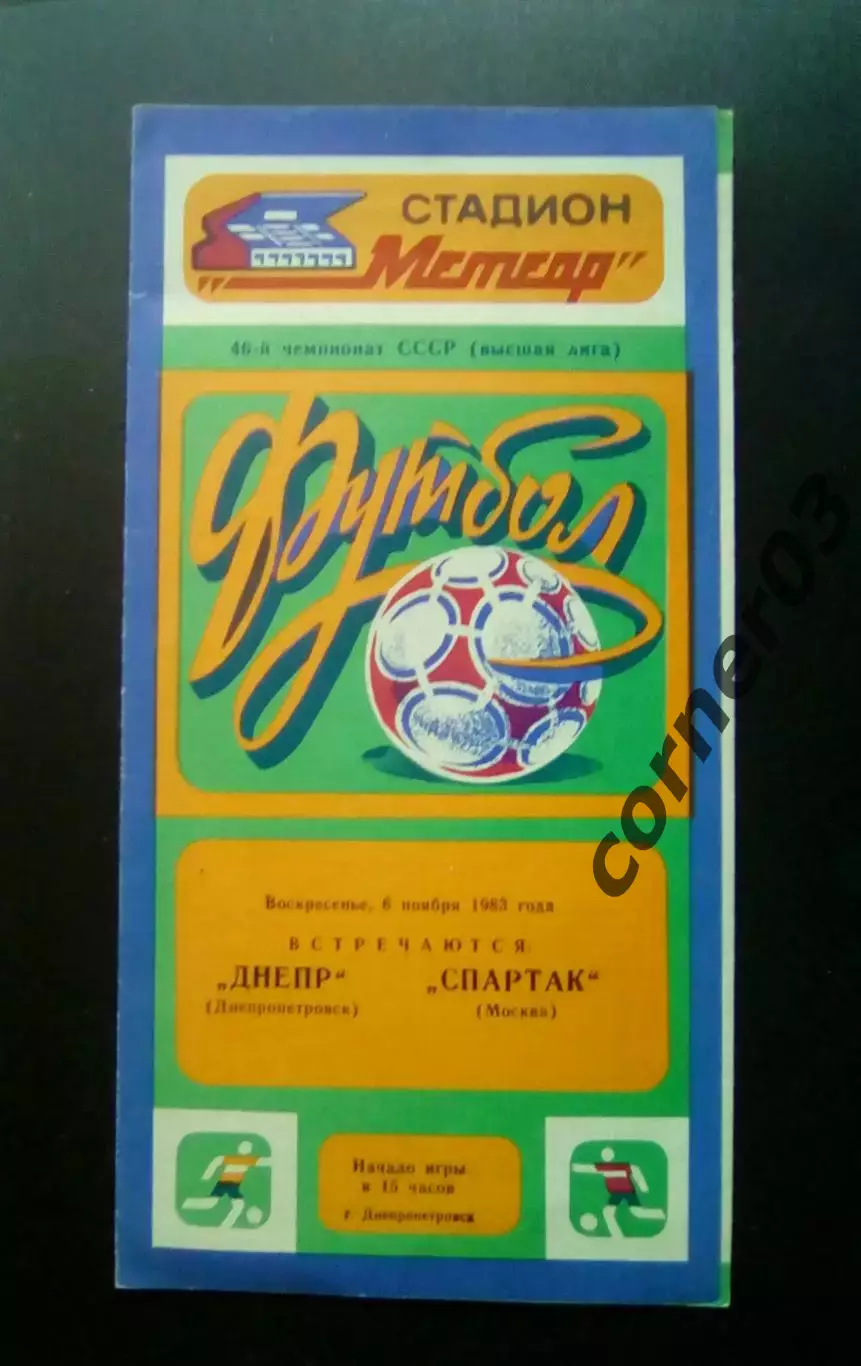 СТАДИОН
„Метеор"
46-й чемпионат СССР (высшая лига)
футбол
Воскресенье, 6 ноября 1983 года
ВСТРЕЧАЮТСЯ:
„ДНЕПР“ „СПАРТАК“
(Днепропетровск) (Москва)
Начало игры
в 15 часов
г. Днепропетровск
corner03